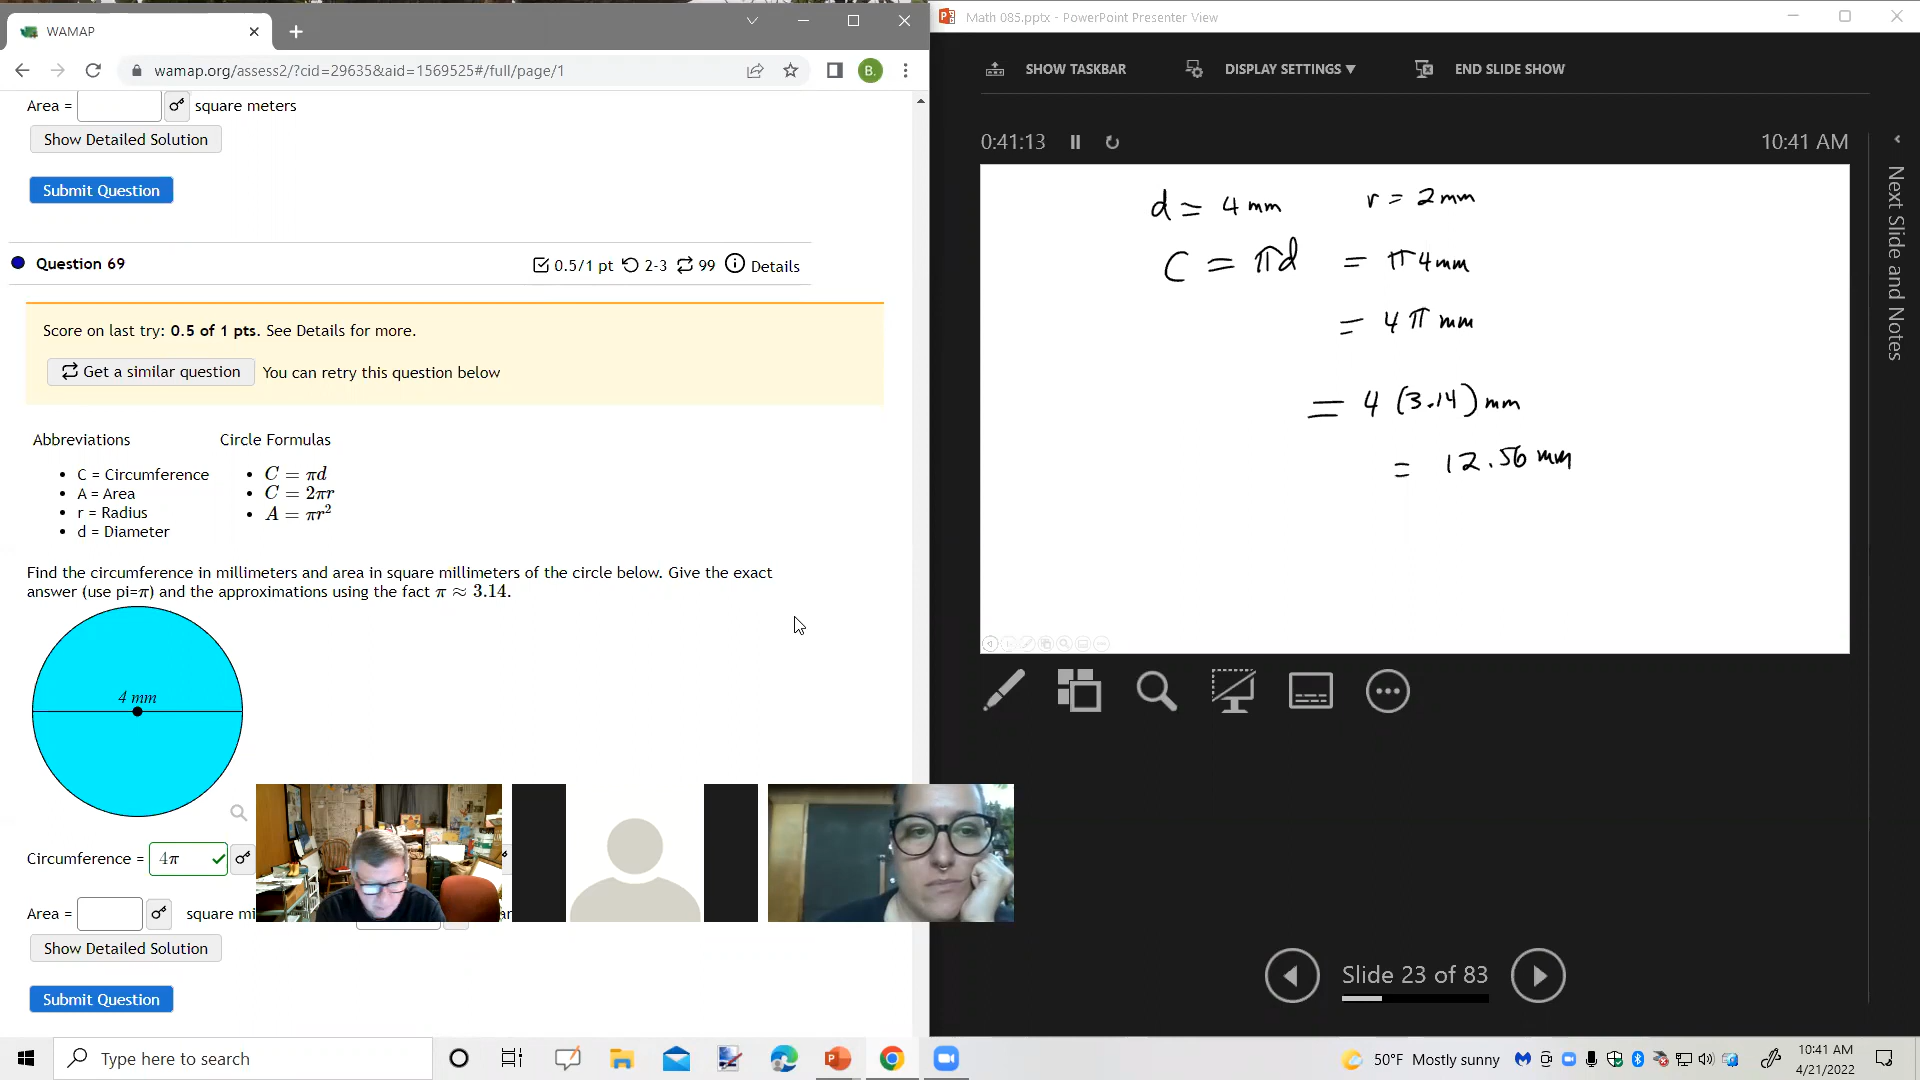 WAMAP
wamap.org/assess2/?cid=29635&aid=1569525#/full/page/1
B.
Area = square meters
Show Detailed Solution
Submit Question
Question 69
0.5/1 pt 2-3 99 Details
Score on last try: 0.5 of 1 pts. See Details for more.
Get a similar question You can retry this question below
Abbreviations
C = Circumference
A = Area
r = Radius
d = Diameter
Circle Formulas
C = πd
C = 2πr
A = πr²
Find the circumference in millimeters and area in square millimeters of the circle below. Give the exact
answer (use pi=π) and the approximations using the fact π ≈ 3.14.
4 mm
Circumference = 4π
Area = square mi
Show Detailed Solution
Submit Question
Math 085.pptx - PowerPoint Presenter View
SHOW TASKBAR DISPLAY SETTINGS ▼ END SLIDE SHOW
0:41:13 10:41 AM
d = 4 mm r = 2 mm
C = πd = π4 mm
= 4π mm
= 4 (3.14) mm
= 12.56 mm
Next Slide and Notes
Slide 23 of 83
Type here to search
50°F Mostly sunny
10:41 AM
4/21/2022